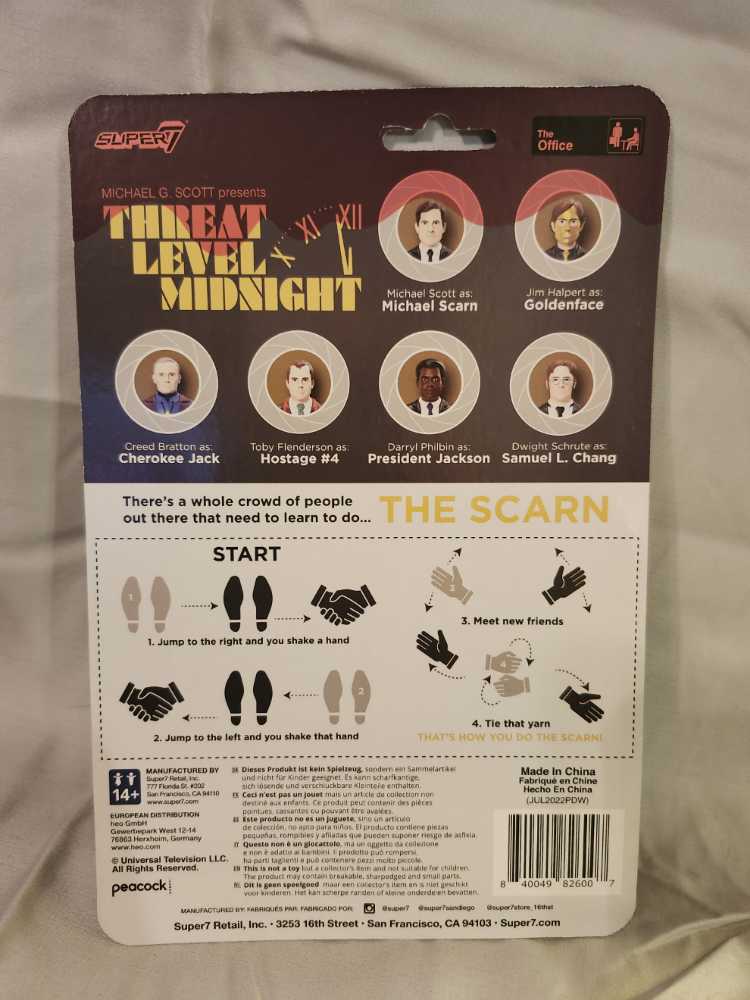 SUPER7
The
Office
MICHAEL G. SCOTT presents
THREAT
LEVEL
MIDNIGHT
X XI XII
Michael Scott as:
Michael Scarn
Jim Halpert as:
Goldenface
Creed Bratton as:
Cherokee Jack
Toby Flenderson as:
Hostage #4
Darryl Philbin as:
President Jackson
Dwight Schrute as:
Samuel L. Chang
There's a whole crowd of people
out there that need to learn to do...
THE SCARN
START
1
1. Jump to the right and you shake a hand
2
2. Jump to the left and you shake that hand
3
3. Meet new friends
4
4. Tie that yarn
THAT'S HOW YOU DO THE SCARN!
14+
MANUFACTURED BY
Super7 Retail, Inc.
777 Florida St. #202
San Francisco, CA 94110
www.super7.com
EUROPEAN DISTRIBUTION
heo GmbH
Gewerbepark West 12-14
76863 Herxheim, Germany
www.heo.com
© Universal Television LLC.
All Rights Reserved.
peacock
Dieses Produkt ist kein Spielzeug, sondern ein Sammelartikel
und nicht für Kinder geeignet. Es kann scharfkantige,
sich lösende und verschluckbare Kleinteile enthalten.
Ceci n'est pas un jouet mais un article de collection non
destiné aux enfants. Ce produit peut contenir des pièces
pointues, cassantes ou pouvant être avalées.
Este producto no es un juguete, sino un artículo
de colección, no apto para niños. El producto contiene piezas
pequeñas, rompibles y afiladas que pueden suponer riesgo de asfixia.
Questo non è un giocattolo, ma un oggetto da collezione
e non è adatto ai bambini. Il prodotto può rompersi,
ha parti taglienti e può contenere pezzi molto piccole.
This is not a toy but a collector's item and not suitable for children.
The product may contain breakable, sharpedged and small parts.
Dit is geen speelgoed maar een collector's item en is niet geschikt
voor kinderen. Het kan scherpe randen of kleine onderdelen bevatten.
Made In China
Fabriqué en Chine
Hecho En China
(JUL2022PDW)
8 40049 82600 7
MANUFACTURED BY: FABRIQUÉS PAR: FABRICADO POR: @super7 @super7sandiego @super7store_16that
Super7 Retail, Inc. • 3253 16th Street • San Francisco, CA 94103 • Super7.com